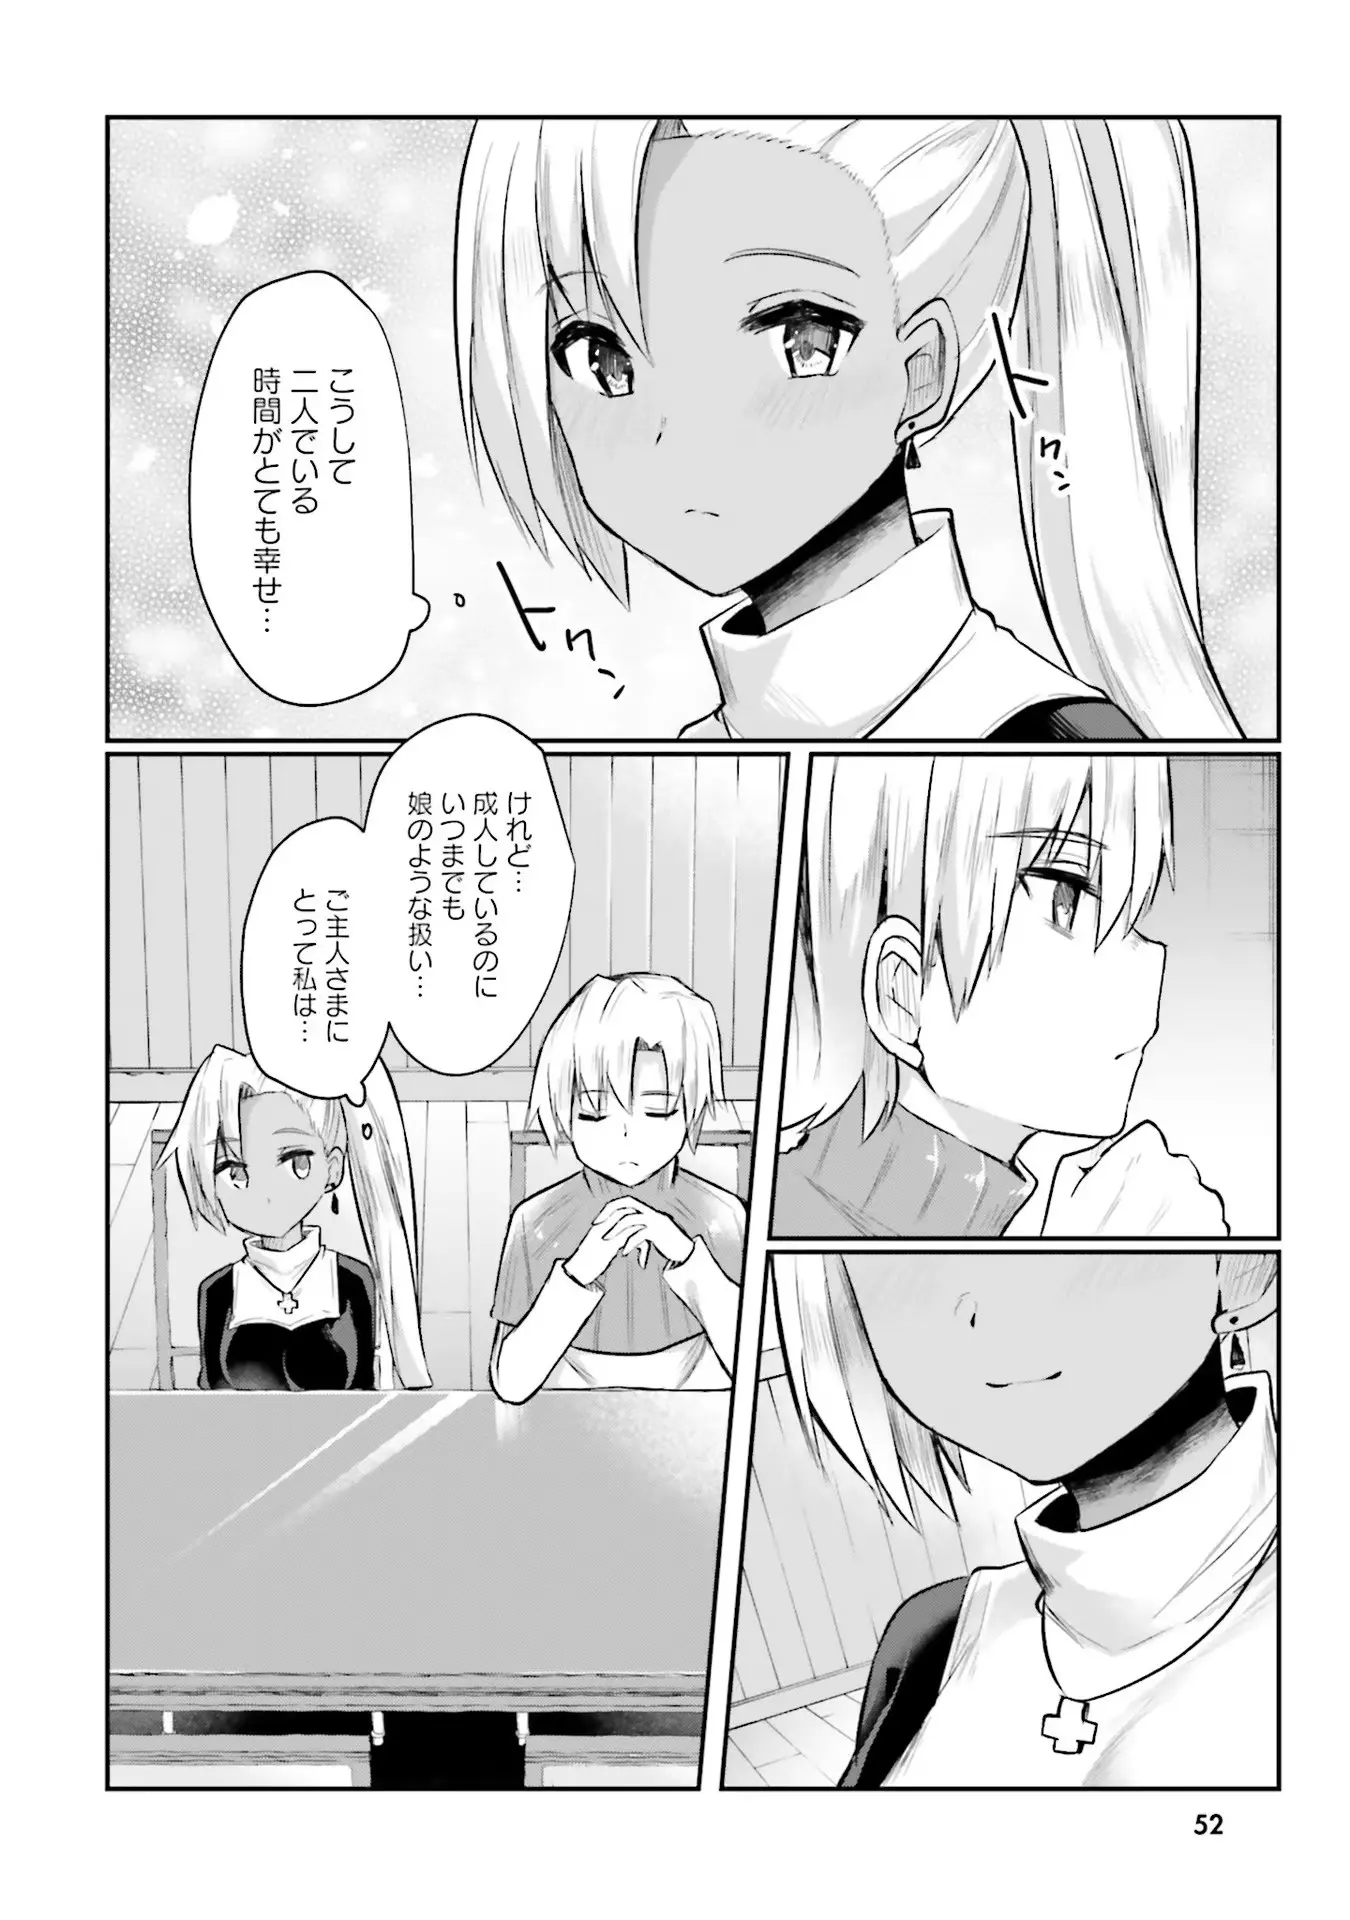 トクン
トクン
こうして
二人でいる
時間がとても幸せ…
けれど…
成人しているのに
いつまでも
娘のような扱い…
ご主人さまに
とって私は…
52